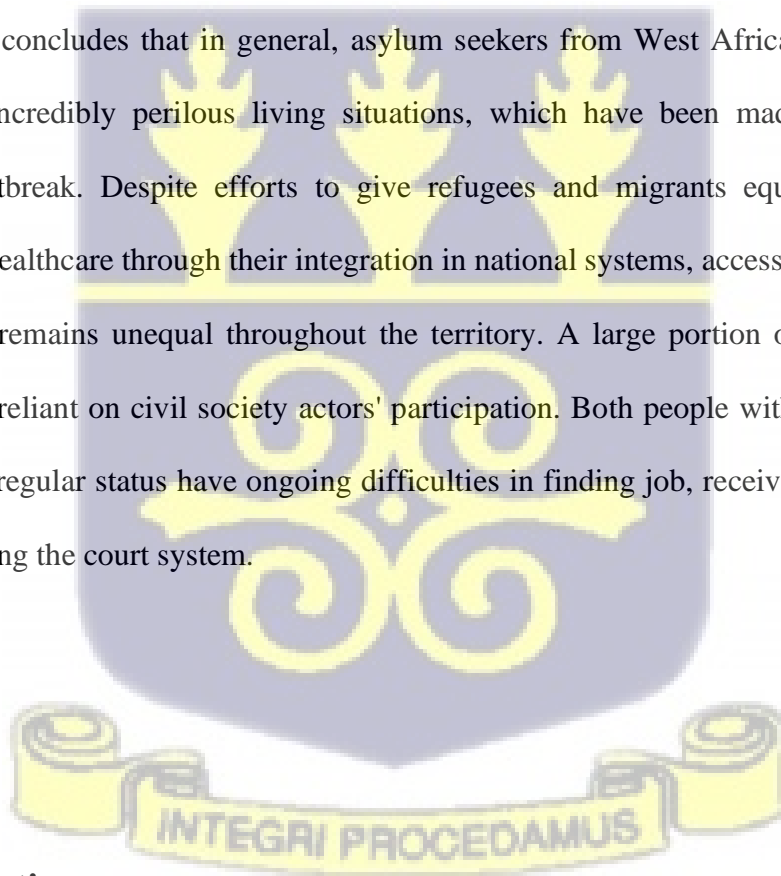 concludes that in general, asylum seekers from West Africa
ncredibly perilous living situations, which have been mad
tbreak. Despite efforts to give refugees and migrants equ
ealthcare through their integration in national systems, access
remains unequal throughout the territory. A large portion o
reliant on civil society actors' participation. Both people wit
regular status have ongoing difficulties in finding job, receiv
ng the court system.
INTEGRI PROCEDAMUS